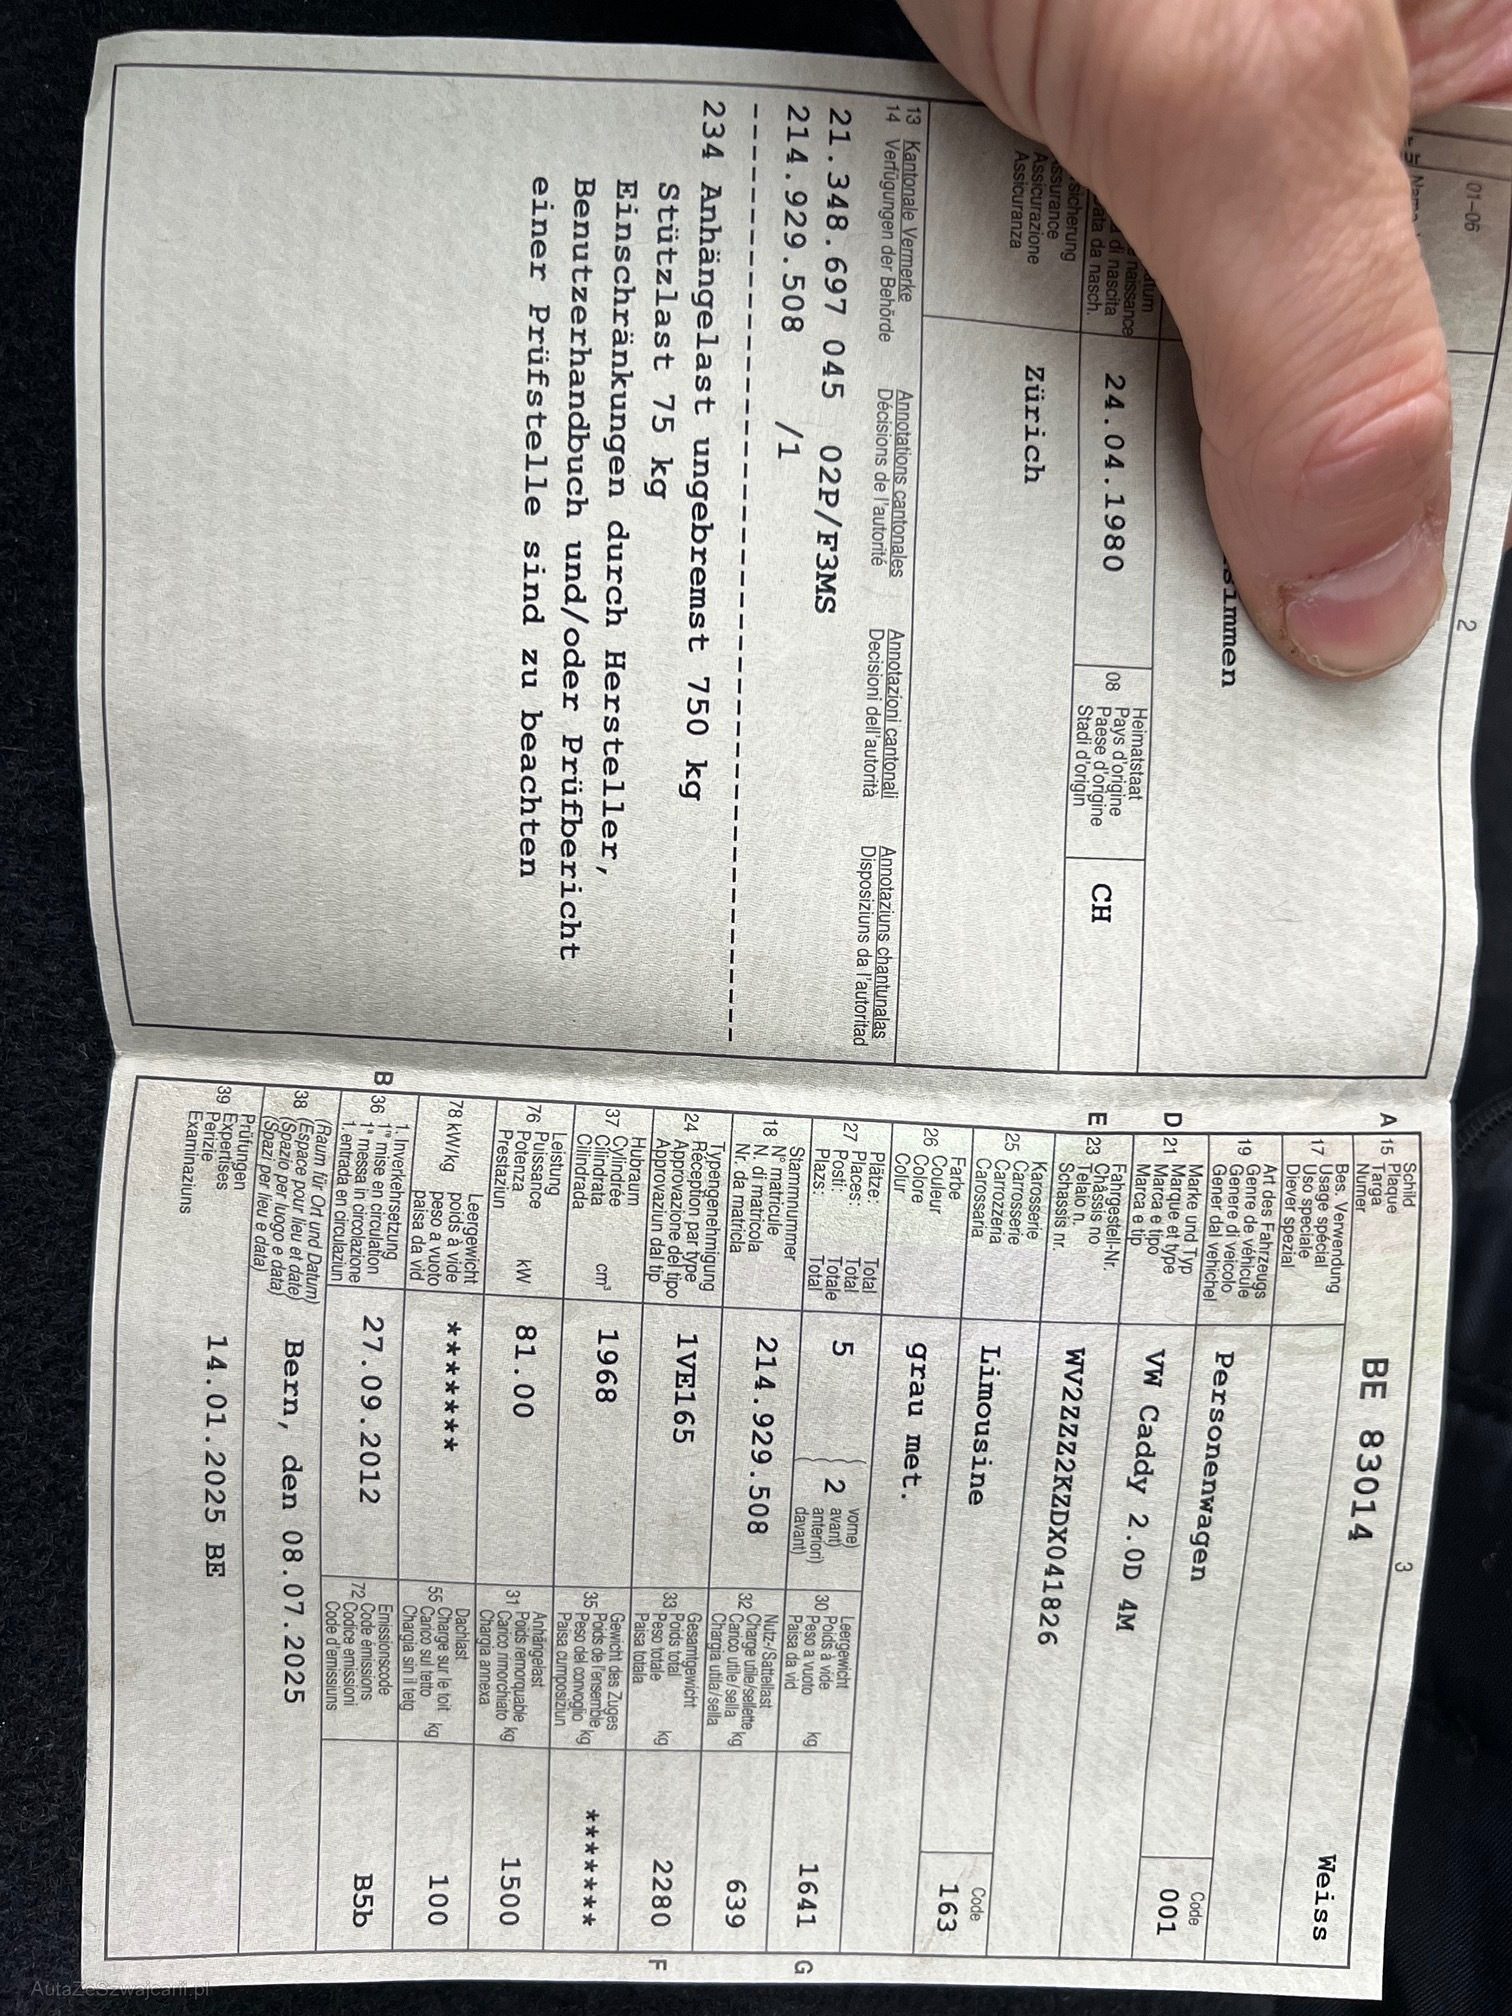 01-06
2
simmen
naissance
di nascita
data da nasch.
24.04.1980
08
Heimatstaat
Pays d'origine
Paese d'origine
Stadi d'origin
CH
Assicurazione
Assicuranza
Zürich
13 Kantonale Vermerke Annotations cantonales Annotazioni cantonali Annotaziuns chantunalas
14 Verfügungen der Behörde Décisions de l'autorité Decisioni dell'autorità Disposiziuns da l'autoritad
21.348.697 045 02P/F3MS
214.929.508 /1
234 Anhängelast ungebremst 750 kg
Stützlast 75 kg
Einschränkungen durch Hersteller,
Benutzerhandbuch und/oder Prüfbericht
einer Prüfstelle sind zu beachten
3
A 15
Schild
Plaque
Targa
Numer
BE 83014
Weiss
17
Bes. Verwendung
Usage spécial
Uso speciale
Diever spezial
19
Art des Fahrzeugs
Genre de véhicule
Genere di veicolo
Gener dal vehichel
Personenwagen
D 21
Marke und Typ
Marque et type
Marca e tipo
Marca e tip
VW Caddy 2.0D 4M
Code
001
E 23
Fahrgestell-Nr.
Châssis no
Telaio n.
Schassis nr.
WV2ZZZ2KZDX041826
25
Karosserie
Carrosserie
Carrozzeria
Carossaria
Limousine
Code
163
26
Farbe
Couleur
Colore
Colur
grau met.
27
Plätze: Total
Places: Total
Posti: Totale
Plazs: Total
5
2
vorne)
avant)
anteriori)
davant)
30
Leergewicht
Poids à vide
Peso a vuoto kg
Paisa da vid
1641
G
18
Stammnummer
N° matricule
N. di matricola
Nr. da matricla
214.929.508
32
Nutz-/Sattellast
Charge utile/sellette
Carico utile/sella kg
Chargia utila/sella
639
24
Typengenehmigung
Réception par type
Approvazione del tipo
Approvaziun dal tip
1VE165
33
Gesamtgewicht
Poids total
Peso totale kg
Paisa totala
2280
F
37
Hubraum
Cylindrée
Cilindrata cm³
Cilindrada
1968
35
Gewicht des Zuges
Poids de l'ensemble
Peso del convoglio kg
Paisa cumposiziun
*******
76
Leistung
Puissance
Potenza kW
Prestaziun
81.00
31
Anhängelast
Poids remorquable
Carico rimorchiato kg
Chargia annexa
1500
78 kW/kg
Leergewicht
poids à vide
peso a vuoto
paisa da vid
*******
55
Dachlast
Charge sur le toit
Carico sul tetto kg
Chargia sin il tetg
100
B 36
1. Inverkehrsetzung
1re mise en circulation
1a messa in circolazione
1. entrada en circulaziun
27.09.2012
72
Emissionscode
Code émissions
Codice emissioni
Code d'emissiuns
B5b
38
(Raum für Ort und Datum)
(Espace pour lieu et date)
(Spazio per luogo e data)
(Spazi per lieu e data)
Bern, den 08.07.2025
39
Prüfungen
Expertises
Perizie
Examinaziuns
14.01.2025 BE
AutaZeSzwajcarii.pl